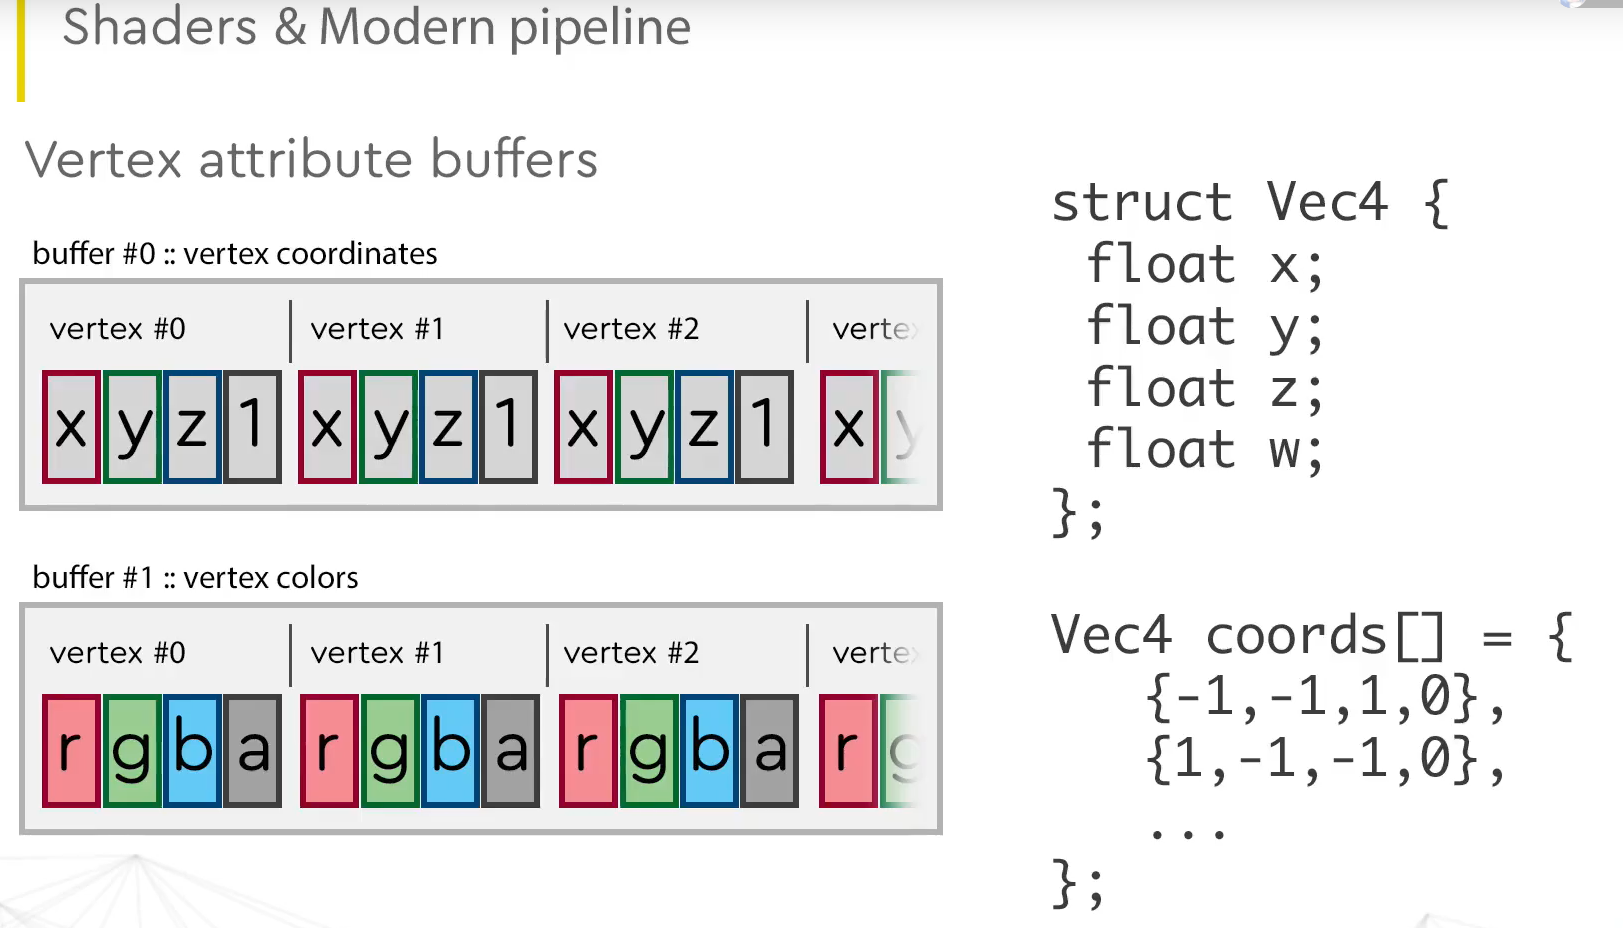 Shaders & Modern pipeline
Vertex attribute buffers
buffer #0 :: vertex coordinates
vertex #0 vertex #1 vertex #2 verte
x y z 1 x y z 1 x y z 1 x y
buffer #1 :: vertex colors
vertex #0 vertex #1 vertex #2 verte
r g b a r g b a r g b a r g
struct Vec4 {
float x;
float y;
float z;
float w;
};
Vec4 coords[] = {
{-1,-1,1,0},
{1,-1,-1,0},
...
};